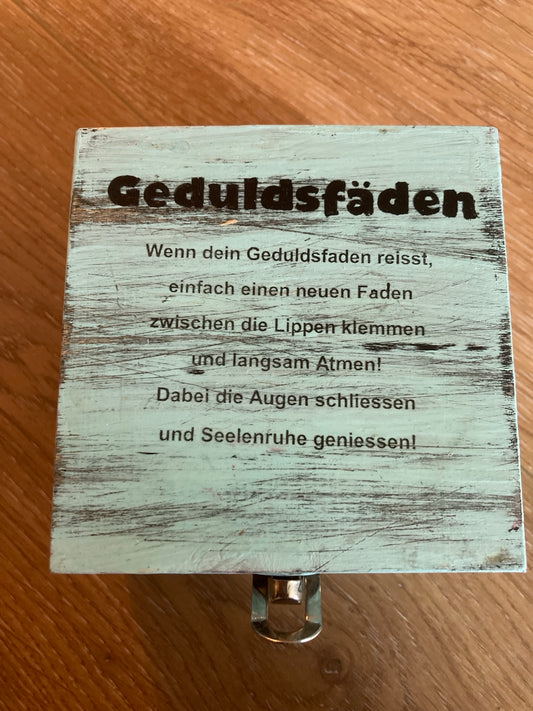 Geduldsfäden
Wenn dein Geduldsfaden reisst,
einfach einen neuen Faden
zwischen die Lippen klemmen
und langsam Atmen!
Dabei die Augen schliessen
und Seelenruhe geniessen!